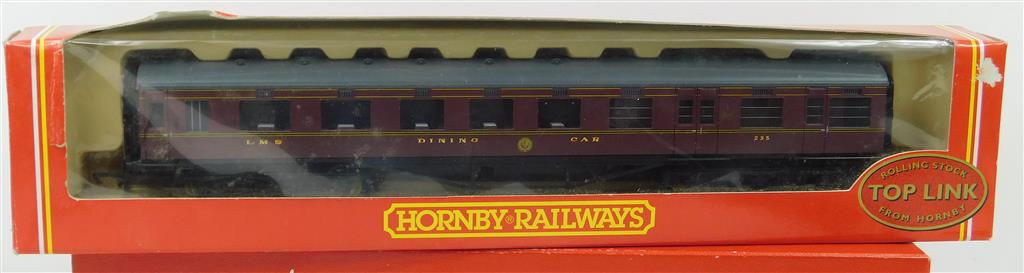 LMS DINING CAR 235
ROLLING STOCK
TOP LINK
FROM HORNBY
HORNBY® RAILWAYS